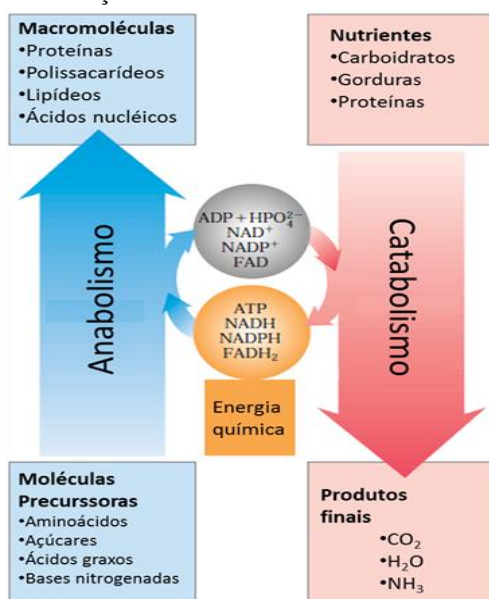 Macromoléculas
•Proteínas
•Polissacarídeos
•Lipídeos
•Ácidos nucléicos
Nutrientes
•Carboidratos
•Gorduras
•Proteínas
Anabolismo
ADP + HPO₄²⁻
NAD⁺
NADP⁺
FAD
ATP
NADH
NADPH
FADH₂
Energia
química
Catabolismo
Moléculas
Precurssoras
•Aminoácidos
•Açúcares
•Ácidos graxos
•Bases nitrogenadas
Produtos
finais
•CO₂
•H₂O
•NH₃